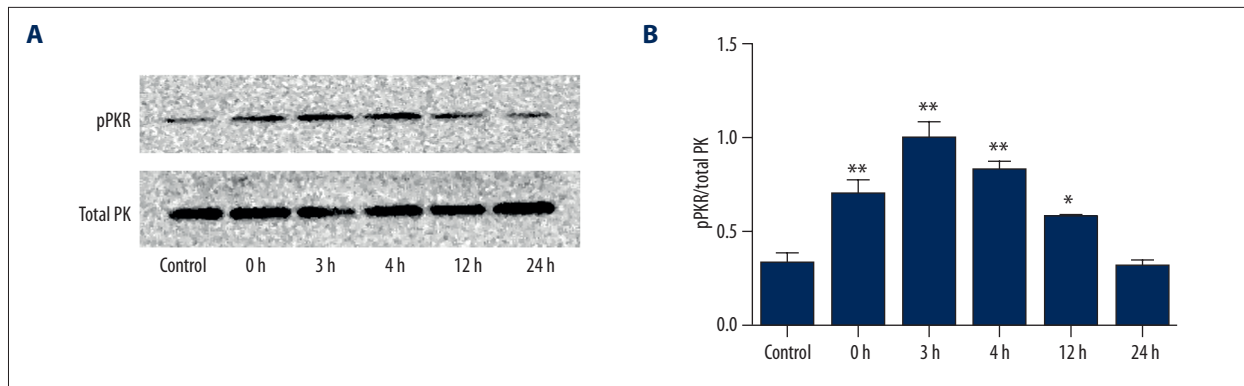 A
pPKR
Total PK
Control 0 h 3 h 4 h 12 h 24 h
B
pPKR/total PK
1.5
1.0
0.5
0.0
** ** ** *
Control 0 h 3 h 4 h 12 h 24 h